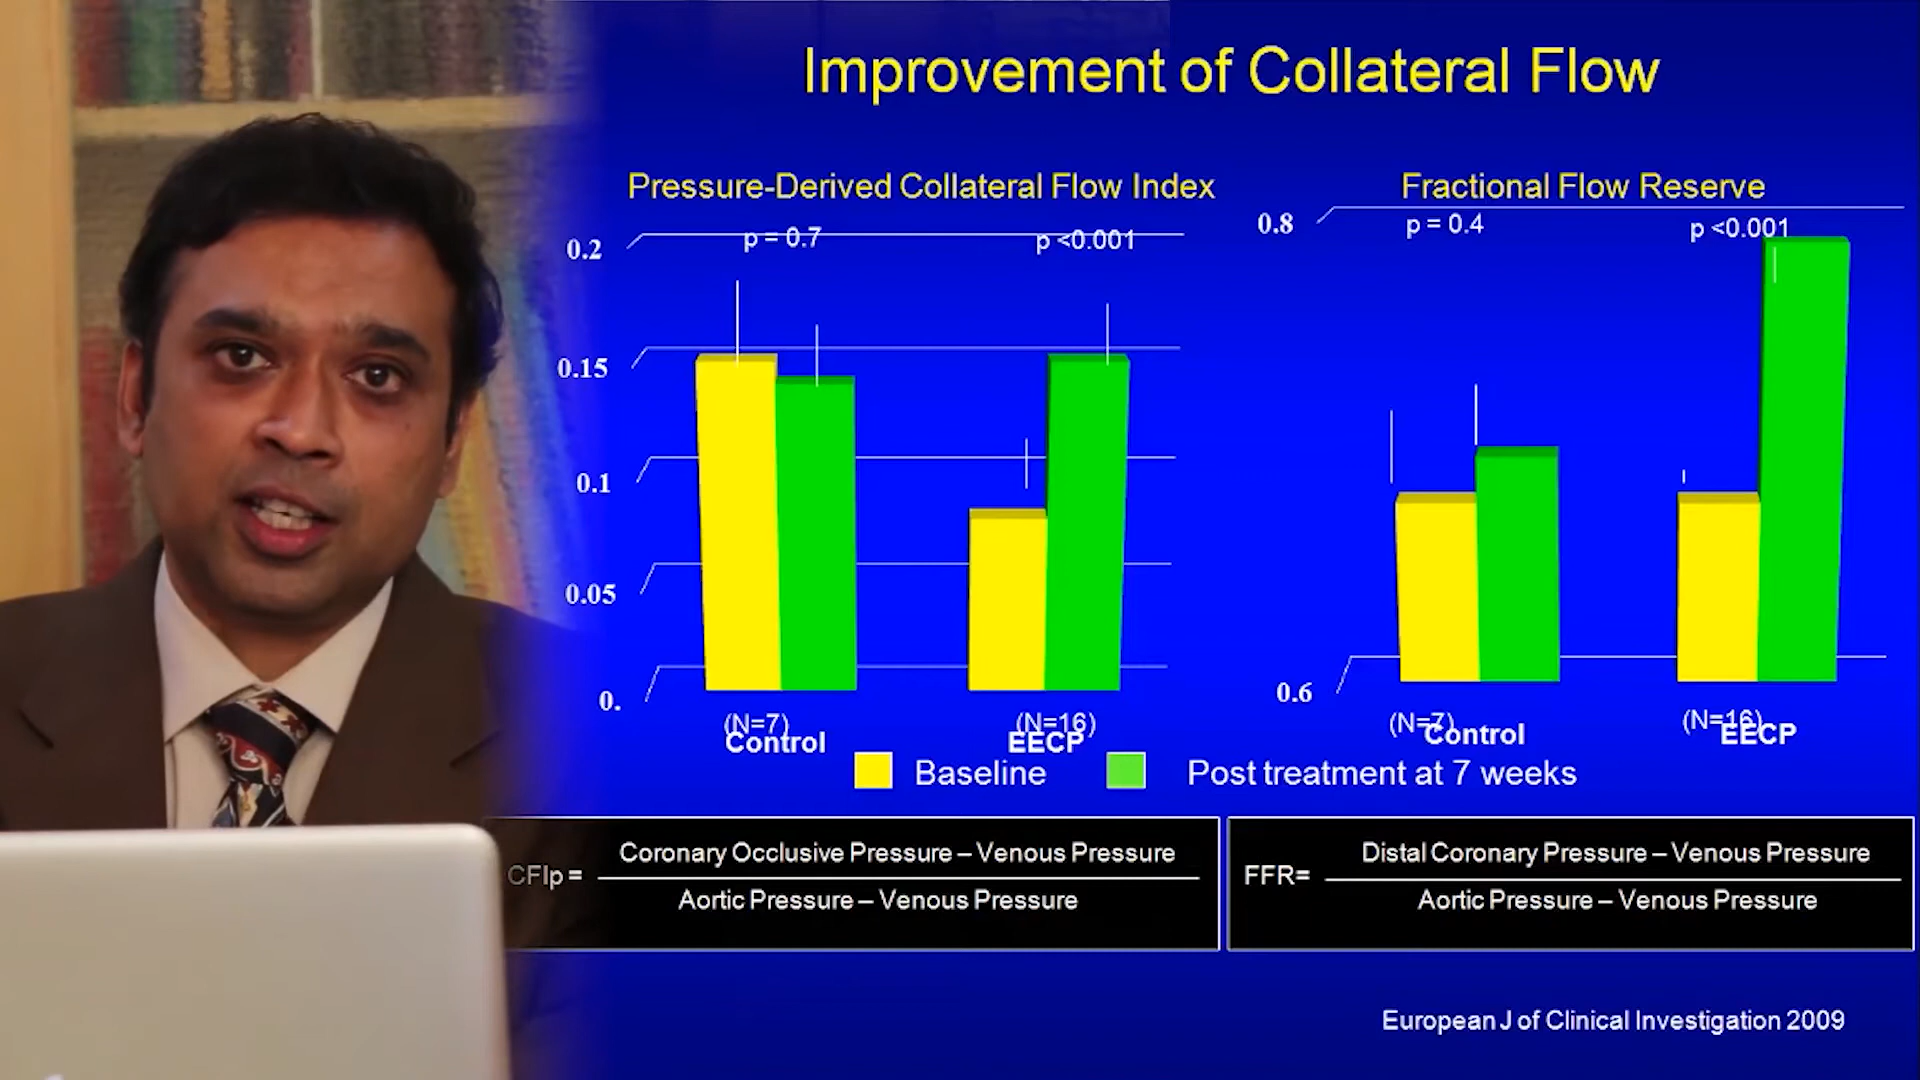 Improvement of Collateral Flow
Pressure-Derived Collateral Flow Index
p = 0.7
p <0.001
0.2
0.15
0.1
0.05
0.
(N=7)
Control
(N=16)
EECP
Fractional Flow Reserve
p = 0.4
p <0.001
0.8
0.6
(N=7)
Control
(N=16)
EECP
Baseline
Post treatment at 7 weeks
CFIp =
Coronary Occlusive Pressure – Venous Pressure
Aortic Pressure – Venous Pressure
FFR=
Distal Coronary Pressure – Venous Pressure
Aortic Pressure – Venous Pressure
European J of Clinical Investigation 2009